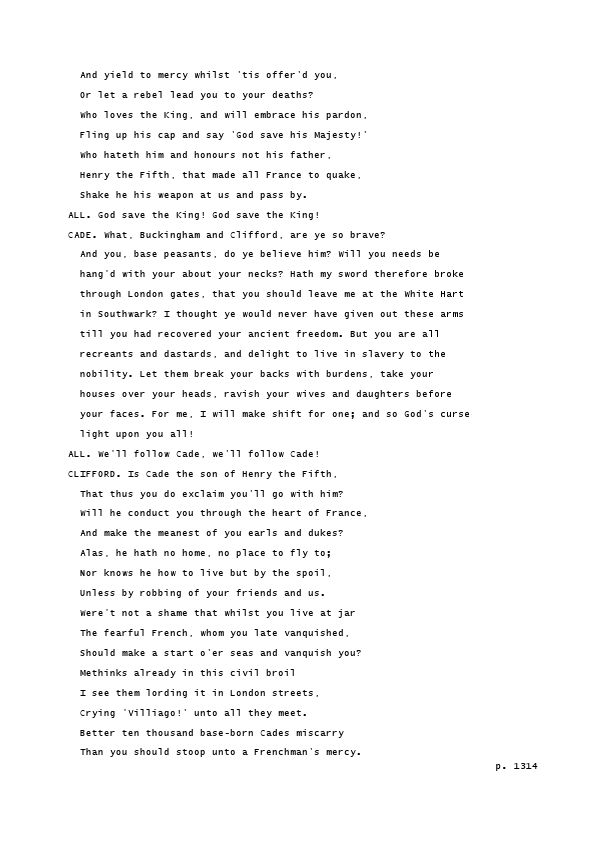 And yield to mercy whilst 'tis offer'd you,
Or let a rebel lead you to your deaths?
Who loves the King, and will embrace his pardon,
Fling up his cap and say 'God save his Majesty!'
Who hateth him and honours not his father,
Henry the Fifth, that made all France to quake,
Shake he his weapon at us and pass by.
ALL. God save the King! God save the King!
CADE. What, Buckingham and Clifford, are ye so brave?
And you, base peasants, do ye believe him? Will you needs be
hang'd with your about your necks? Hath my sword therefore broke
through London gates, that you should leave me at the White Hart
in Southwark? I thought ye would never have given out these arms
till you had recovered your ancient freedom. But you are all
recreants and dastards, and delight to live in slavery to the
nobility. Let them break your backs with burdens, take your
houses over your heads, ravish your wives and daughters before
your faces. For me, I will make shift for one; and so God's curse
light upon you all!
ALL. We'll follow Cade, we'll follow Cade!
CLIFFORD. Is Cade the son of Henry the Fifth,
That thus you do exclaim you'll go with him?
Will he conduct you through the heart of France,
And make the meanest of you earls and dukes?
Alas, he hath no home, no place to fly to;
Nor knows he how to live but by the spoil,
Unless by robbing of your friends and us.
Were't not a shame that whilst you live at jar
The fearful French, whom you late vanquished,
Should make a start o'er seas and vanquish you?
Methinks already in this civil broil
I see them lording it in London streets,
Crying 'Villiago!' unto all they meet.
Better ten thousand base-born Cades miscarry
Than you should stoop unto a Frenchman's mercy.
p. 1314